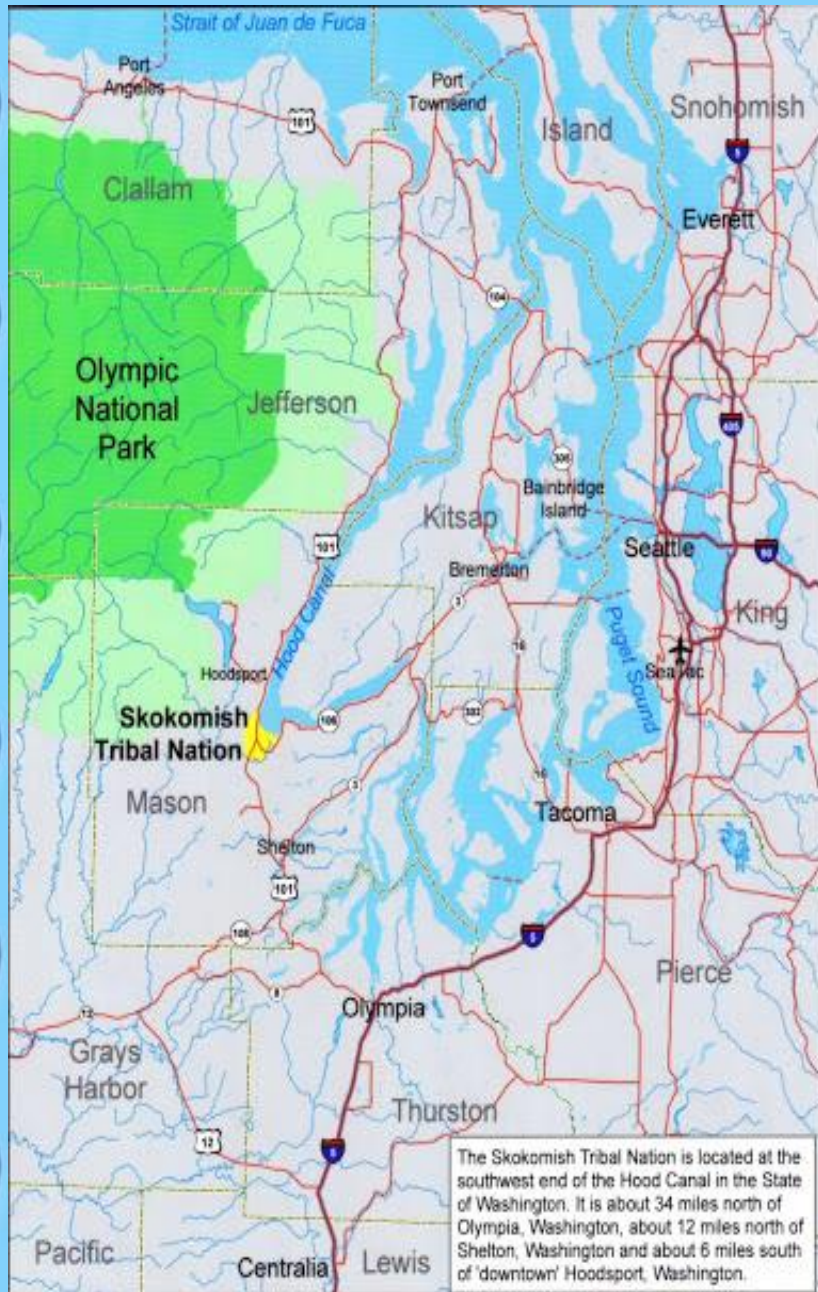 Strait of Juan de Fuca
Port
Angeles
Port
Townsend
101
Island
Snohomish
5
Clallam
Everett
104
Olympic
National
Park
Jefferson
405
305
Bainbridge
Island
Kitsap
101
Seattle
90
Bremerton
Hood Canal
3
King
Puget Sound
16
SeaTac
Hoodsport
Skokomish
Tribal Nation
106
302
16
Mason
3
Tacoma
Shelton
101
108
5
Pierce
8
Olympia
12
Grays
Harbor
Thurston
12
5
The Skokomish Tribal Nation is located at the
southwest end of the Hood Canal in the State
of Washington. It is about 34 miles north of
Olympia, Washington, about 12 miles north of
Shelton, Washington and about 6 miles south
of 'downtown' Hoodsport, Washington.
Pacific
Centralia
Lewis